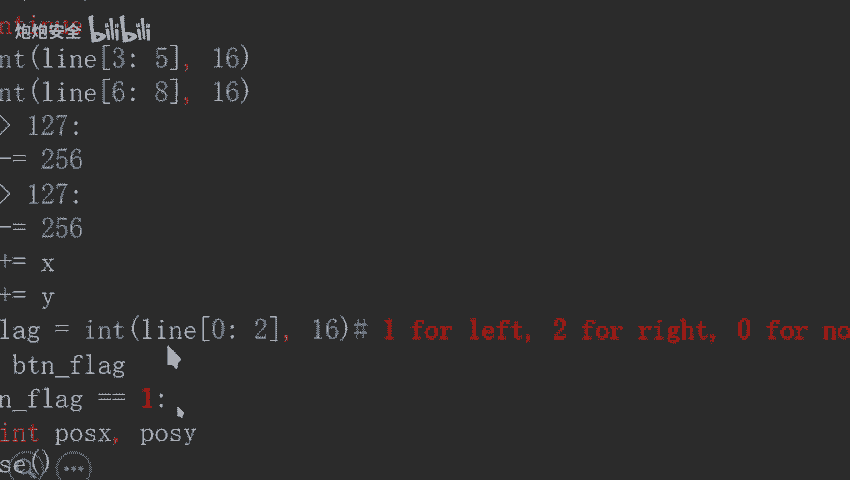 炮炮安全 bilibili
ntinue
nt(line[3: 5], 16)
nt(line[6: 8], 16)
> 127:
-= 256
> 127:
-= 256
+= x
+= y
lag = int(line[0: 2], 16)# 1 for left, 2 for right, 0 for no
btn_flag
n_flag == 1:
int posx, posy
se()